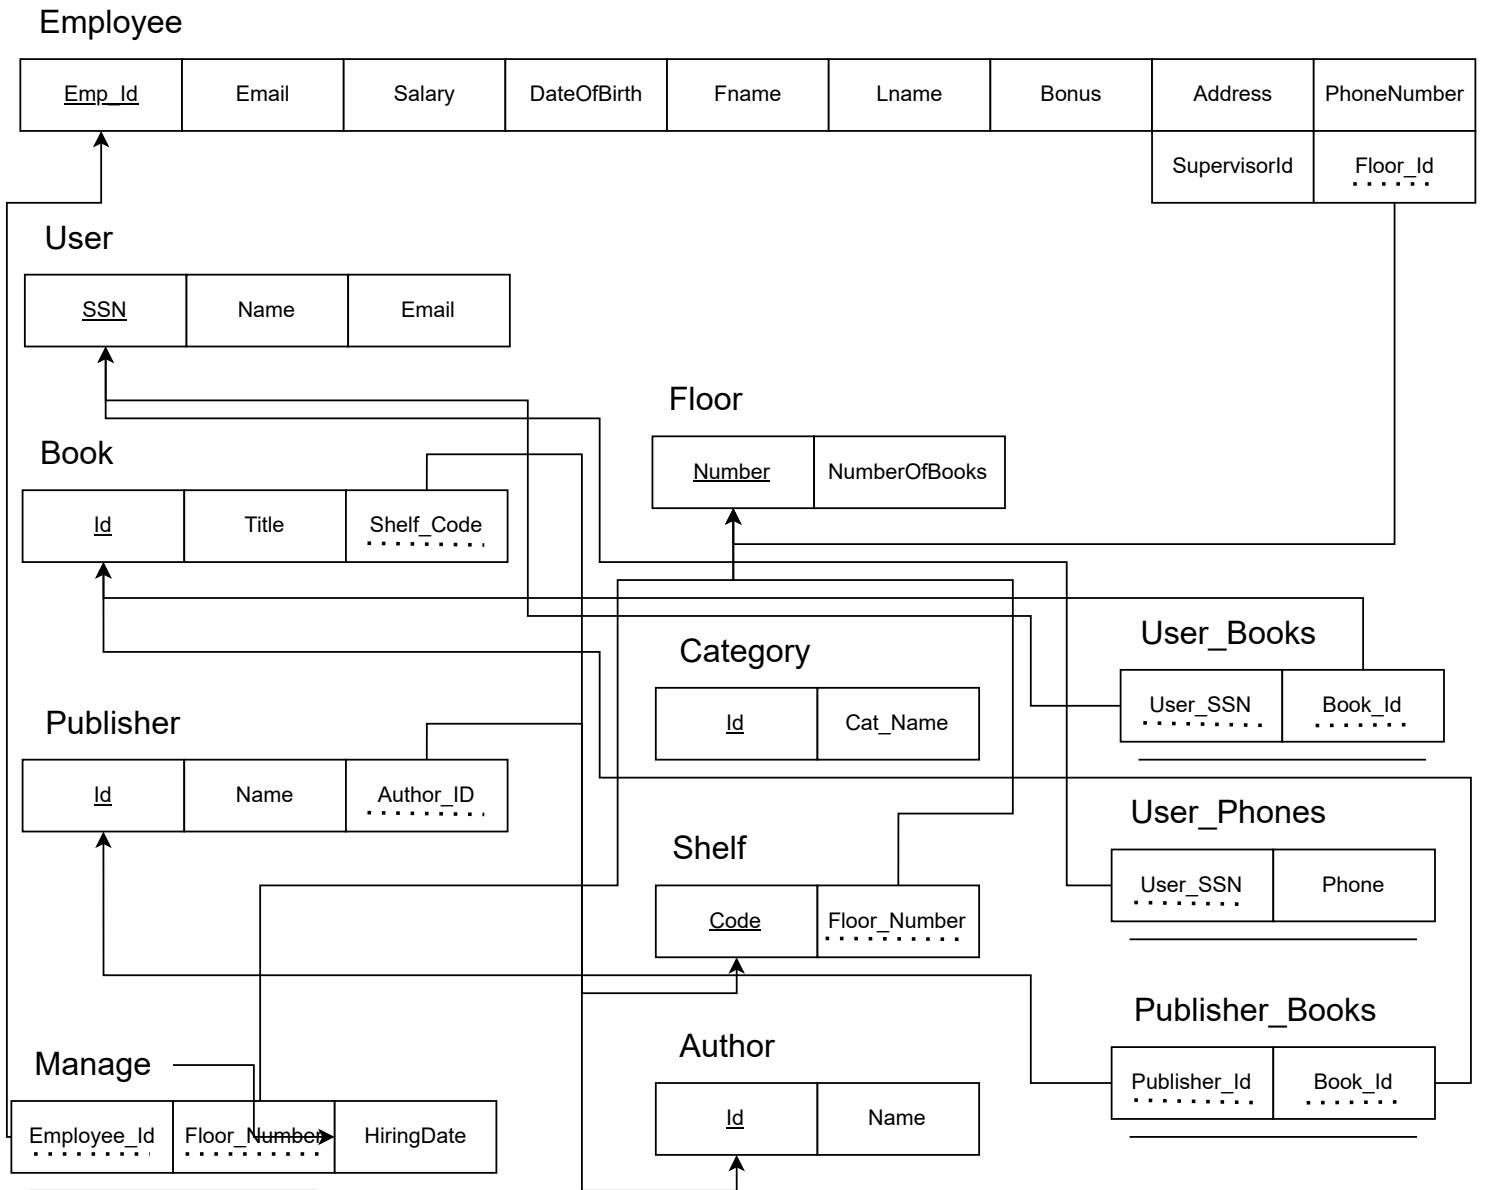 Employee
Emp_Id Email Salary DateOfBirth Fname Lname Bonus Address PhoneNumber
SupervisorId Floor_Id
User
SSN Name Email
Floor
Number NumberOfBooks
Book
Id Title Shelf_Code
User_Books
User_SSN Book_Id
Category
Id Cat_Name
Publisher
Id Name Author_ID
User_Phones
User_SSN Phone
Shelf
Code Floor_Number
Publisher_Books
Publisher_Id Book_Id
Manage
Employee_Id Floor_Number HiringDate
Author
Id Name